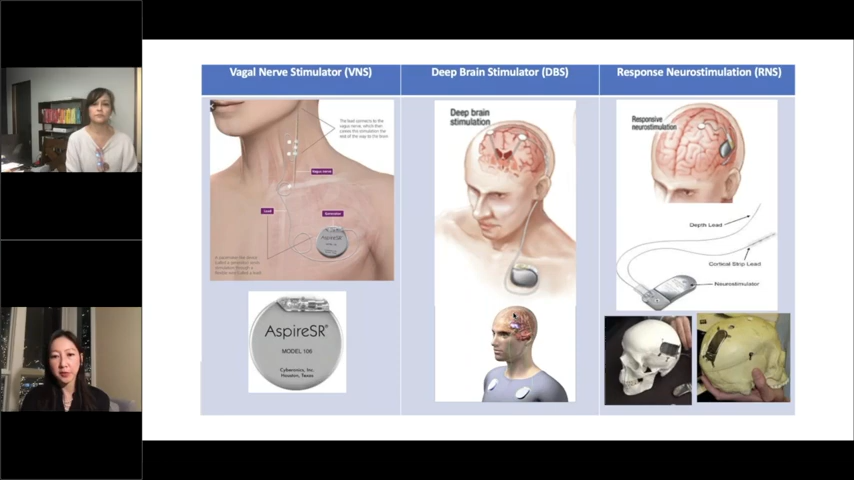 Vagal Nerve Stimulator (VNS)
Deep Brain Stimulator (DBS)
Response Neurostimulation (RNS)
The lead connects to the
vagus nerve, which then
carries the stimulation the
rest of the way to the brain
Vagus nerve
Lead
Generator
AspireSR
AspireSR®
MODEL 106
Cyberonics, Inc.
Houston, Texas
Deep brain
stimulation
Responsive
neurostimulation
Depth Lead
Cortical Strip Lead
Neurostimulator